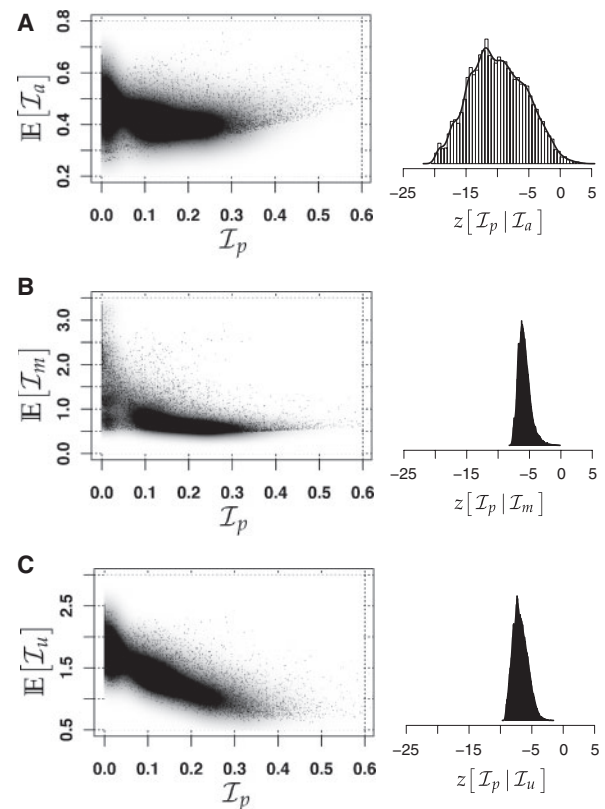 A
0.8
0.6
0.4
0.2
𝔼[ℐₐ]
0.0 0.1 0.2 0.3 0.4 0.5 0.6
ℐₚ
−25 −15 −5 0 5
z[ℐₚ|ℐₐ]
B
3.0
2.0
1.0
0.0
𝔼[ℐₘ]
0.0 0.1 0.2 0.3 0.4 0.5 0.6
ℐₚ
−25 −15 −5 0 5
z[ℐₚ|ℐₘ]
C
2.5
1.5
0.5
𝔼[ℐᵤ]
0.0 0.1 0.2 0.3 0.4 0.5 0.6
ℐₚ
−25 −15 −5 0 5
z[ℐₚ|ℐᵤ]